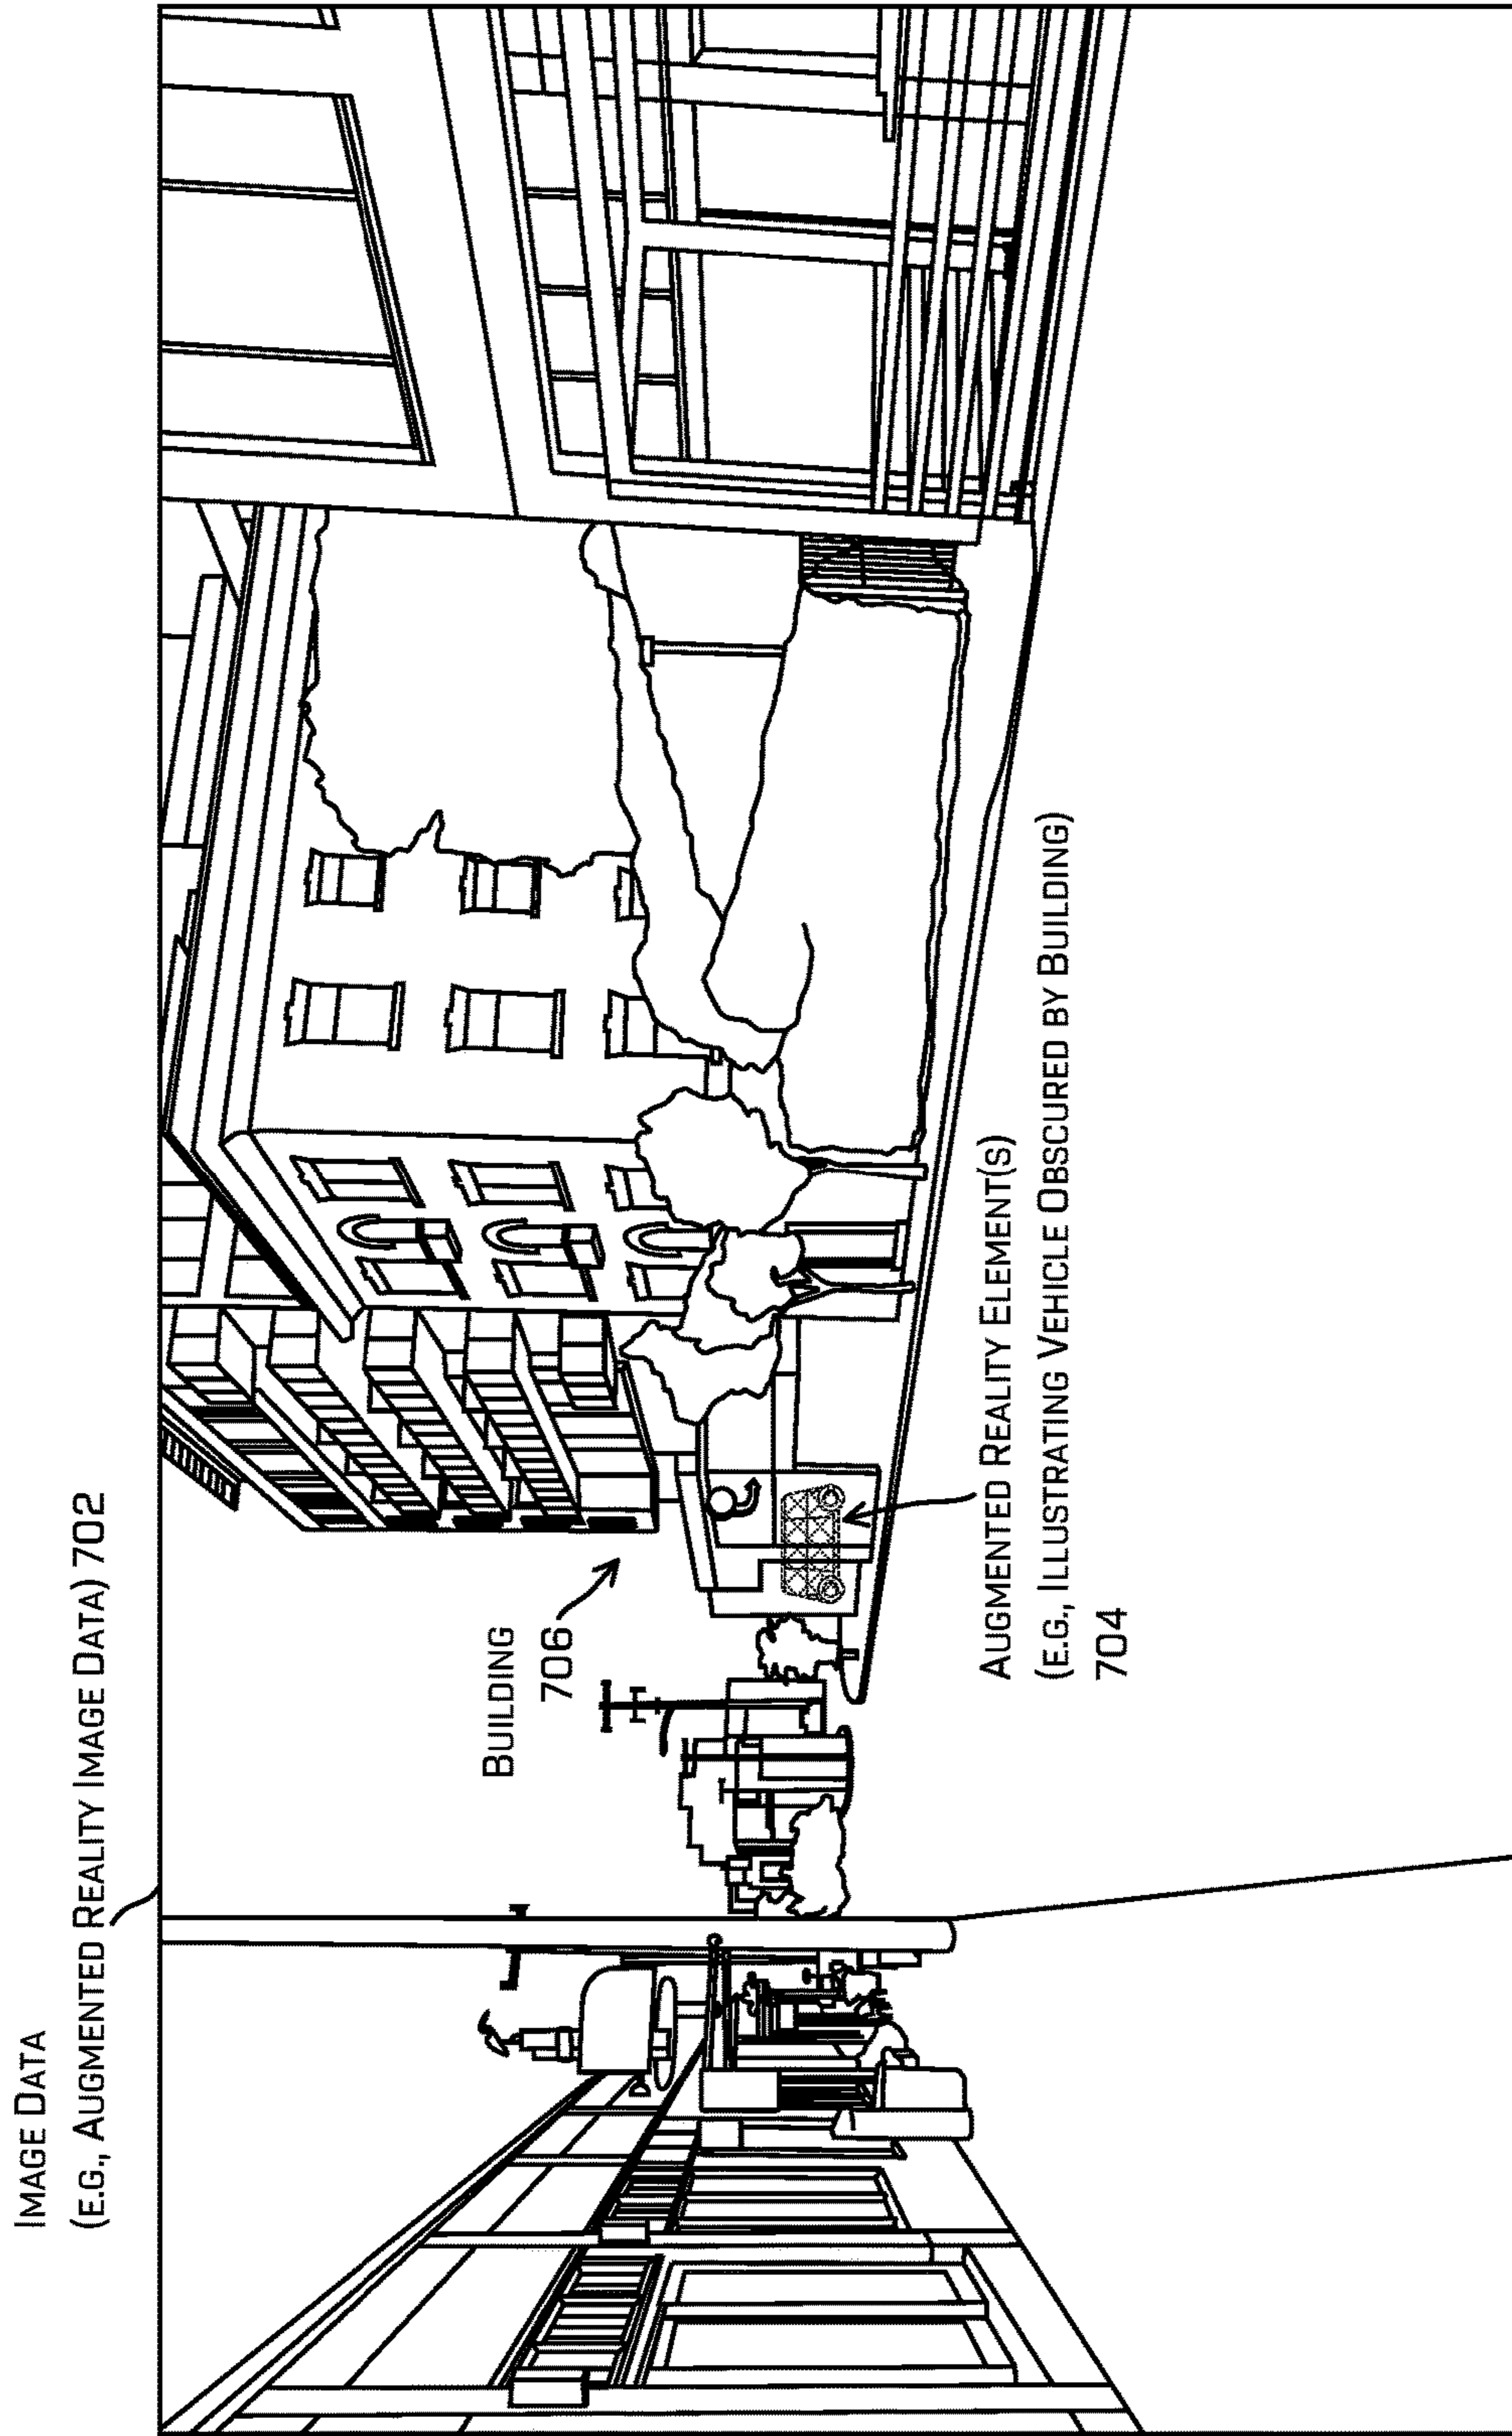 IMAGE DATA
(E.G., AUGMENTED REALITY IMAGE DATA) 702
BUILDING
706
AUGMENTED REALITY ELEMENT(S)
(E.G., ILLUSTRATING VEHICLE OBSCURED BY BUILDING)
704